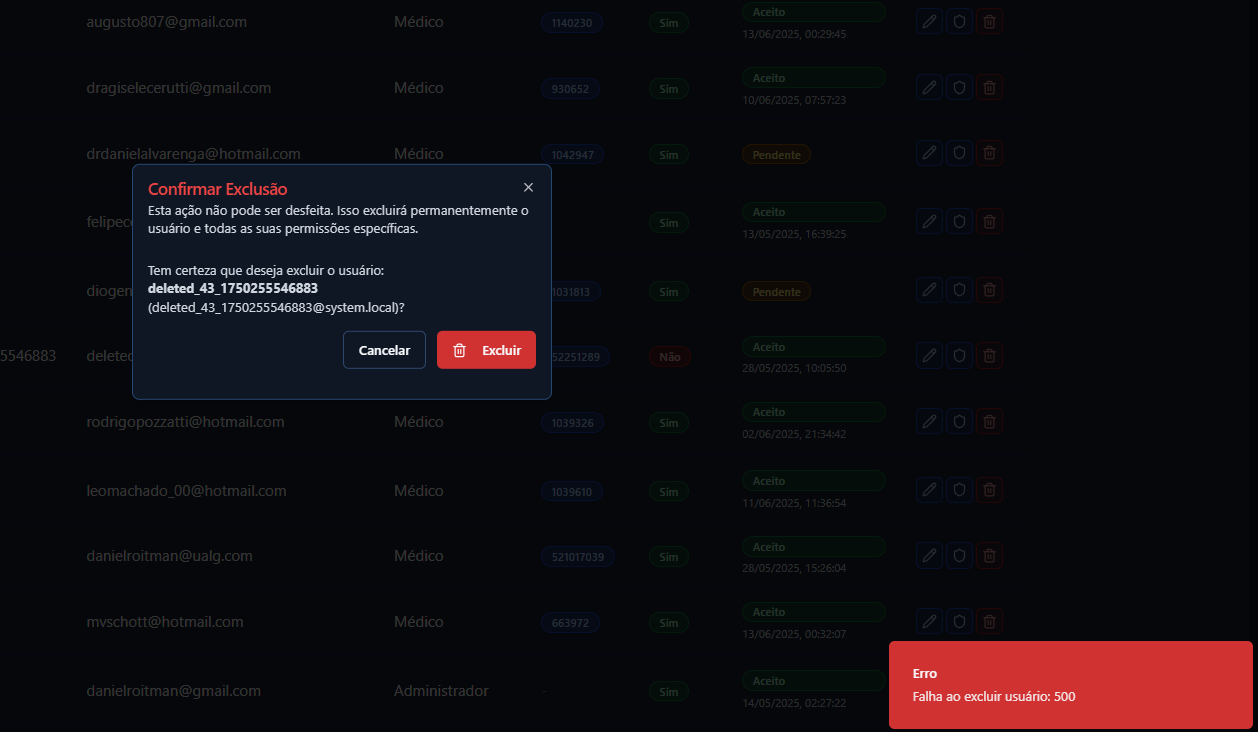 augusto807@gmail.com Médico 1140230 Sim Aceito
13/06/2025, 00:29:45
dragiselecerutti@gmail.com Médico 930652 Sim Aceito
10/06/2025, 07:57:23
drdanielalvarenga@hotmail.com Médico 1042947 Sim Pendente
Confirmar Exclusão
Esta ação não pode ser desfeita. Isso excluirá permanentemente o
usuário e todas as suas permissões específicas.
Tem certeza que deseja excluir o usuário:
deleted_43_1750255546883
(deleted_43_1750255546883@system.local)?
Cancelar Excluir
felipec Sim Aceito
13/05/2025, 16:39:25
diogen 1031813 Sim Pendente
5546883 deleted 52251289 Não Aceito
28/05/2025, 10:05:50
rodrigopozzatti@hotmail.com Médico 1039326 Sim Aceito
02/06/2025, 21:34:42
leomachado_00@hotmail.com Médico 1039610 Sim Aceito
11/06/2025, 11:36:54
danielroitman@ualg.com Médico 521017039 Sim Aceito
28/05/2025, 15:26:04
mvschott@hotmail.com Médico 663972 Sim Aceito
13/06/2025, 00:32:07
danielroitman@gmail.com Administrador - Sim Aceito
14/05/2025, 02:27:22
Erro
Falha ao excluir usuário: 500